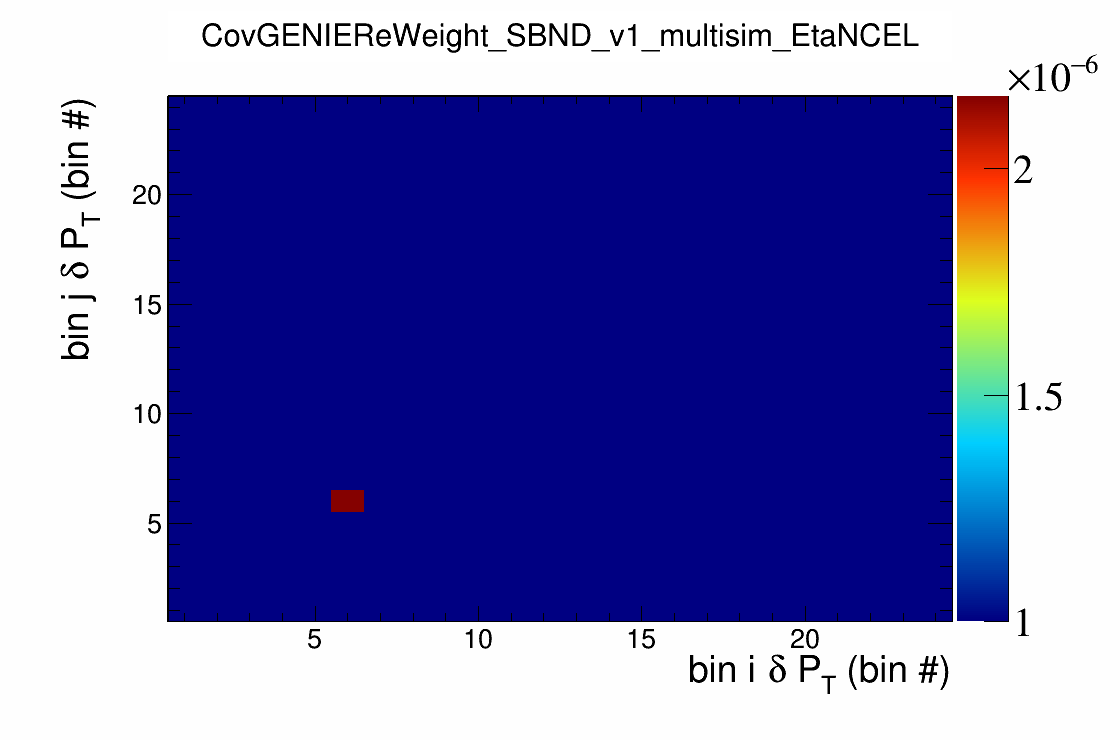 CovGENIEReWeight_SBND_v1_multisim_EtaNCEL
×10⁻⁶
bin j δ P_T (bin #)
20
15
10
5
2
1.5
1
5 10 15 20
bin i δ P_T (bin #)